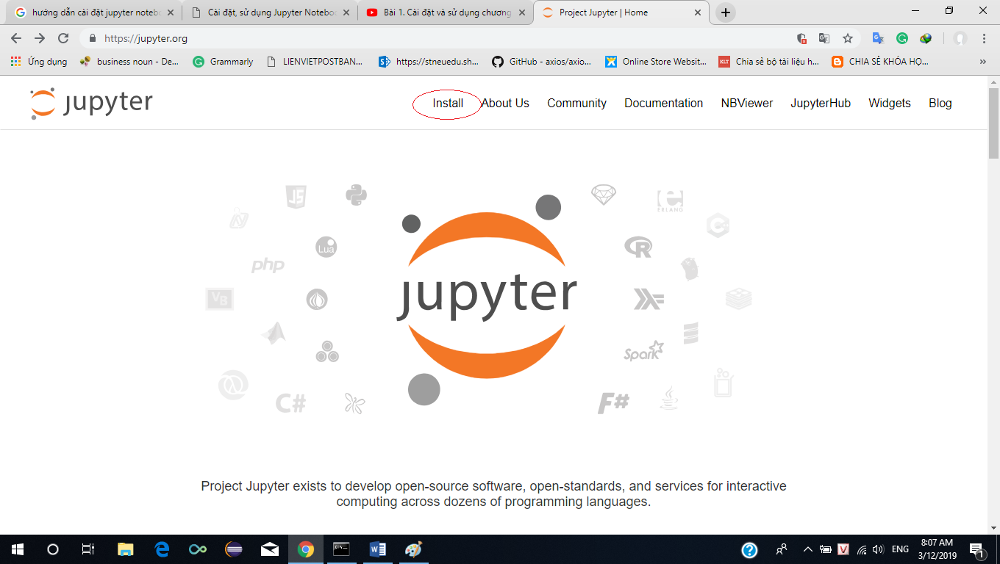 hướng dẫn cài đặt jupyter noteb
Cài đặt, sử dụng Jupyter Notebo
Bài 1. Cài đặt và sử dụng chương
Project Jupyter | Home
https://jupyter.org
Ứng dụng
business noun - De...
Grammarly
LIENVIETPOSTBAN...
https://stneuedu.sh...
GitHub - axios/axio...
Online Store Websit...
KLT
Chia sẻ bộ tài liệu h...
CHIA SẺ KHÓA HỌ...
»
jupyter
Install
About Us
Community
Documentation
NBViewer
JupyterHub
Widgets
Blog
JS
ERLANG
Lua
php
R
VB
Spark
C#
F#
jupyter
Project Jupyter exists to develop open-source software, open-standards, and services for interactive
computing across dozens of programming languages.
ENG
8:07 AM
3/12/2019
1